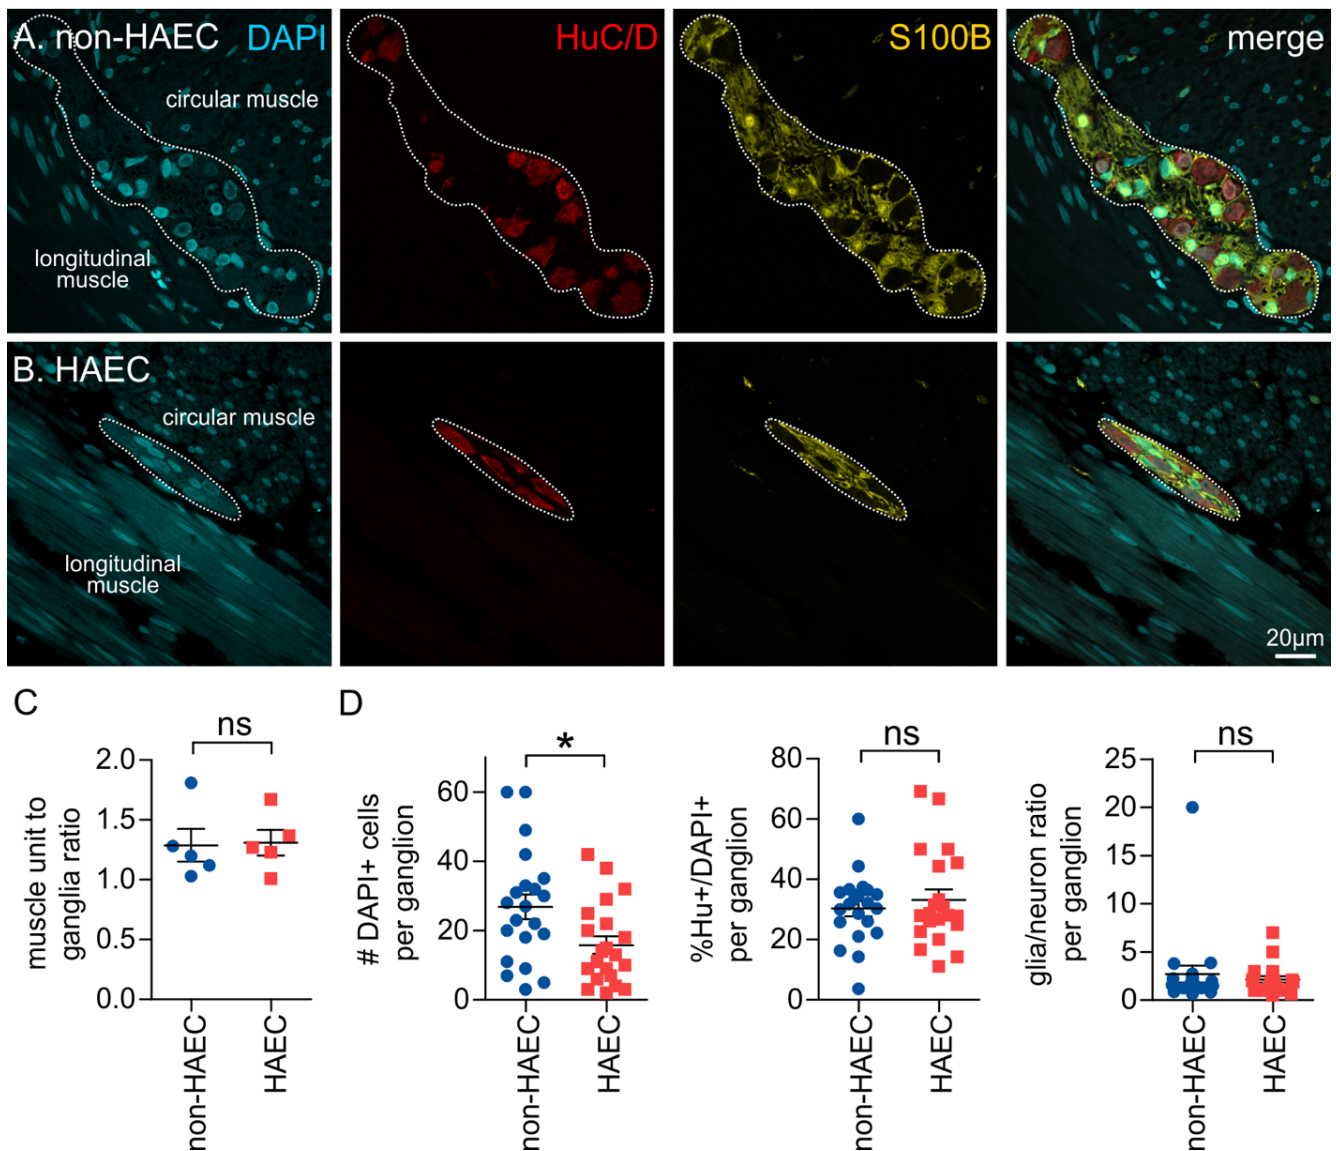 A. non-HAEC
DAPI
HuC/D
S100B
merge
circular muscle
longitudinal
muscle
B. HAEC
circular muscle
longitudinal
muscle
20µm
C
ns
muscle unit to
ganglia ratio
2.0
1.5
1.0
0.5
0.0
non-HAEC
HAEC
D
*
# DAPI+ cells
per ganglion
60
40
20
0
non-HAEC
HAEC
ns
%Hu+/DAPI+
per ganglion
80
60
40
20
0
non-HAEC
HAEC
ns
glia/neuron ratio
per ganglion
25
20
15
10
5
0
non-HAEC
HAEC